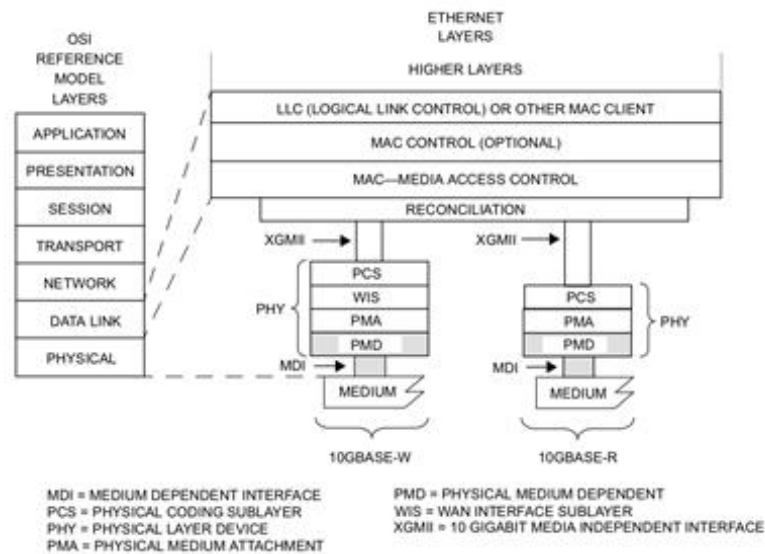 OSI
REFERENCE
MODEL
LAYERS
APPLICATION
PRESENTATION
SESSION
TRANSPORT
NETWORK
DATA LINK
PHYSICAL
ETHERNET
LAYERS
HIGHER LAYERS
LLC (LOGICAL LINK CONTROL) OR OTHER MAC CLIENT
MAC CONTROL (OPTIONAL)
MAC—MEDIA ACCESS CONTROL
RECONCILIATION
XGMII
PCS
WIS
PMA
PMD
PHY
MDI
MEDIUM
10GBASE-W
XGMII
PCS
PMA
PMD
PHY
MDI
MEDIUM
10GBASE-R
MDI = MEDIUM DEPENDENT INTERFACE
PCS = PHYSICAL CODING SUBLAYER
PHY = PHYSICAL LAYER DEVICE
PMA = PHYSICAL MEDIUM ATTACHMENT
PMD = PHYSICAL MEDIUM DEPENDENT
WIS = WAN INTERFACE SUBLAYER
XGMII = 10 GIGABIT MEDIA INDEPENDENT INTERFACE